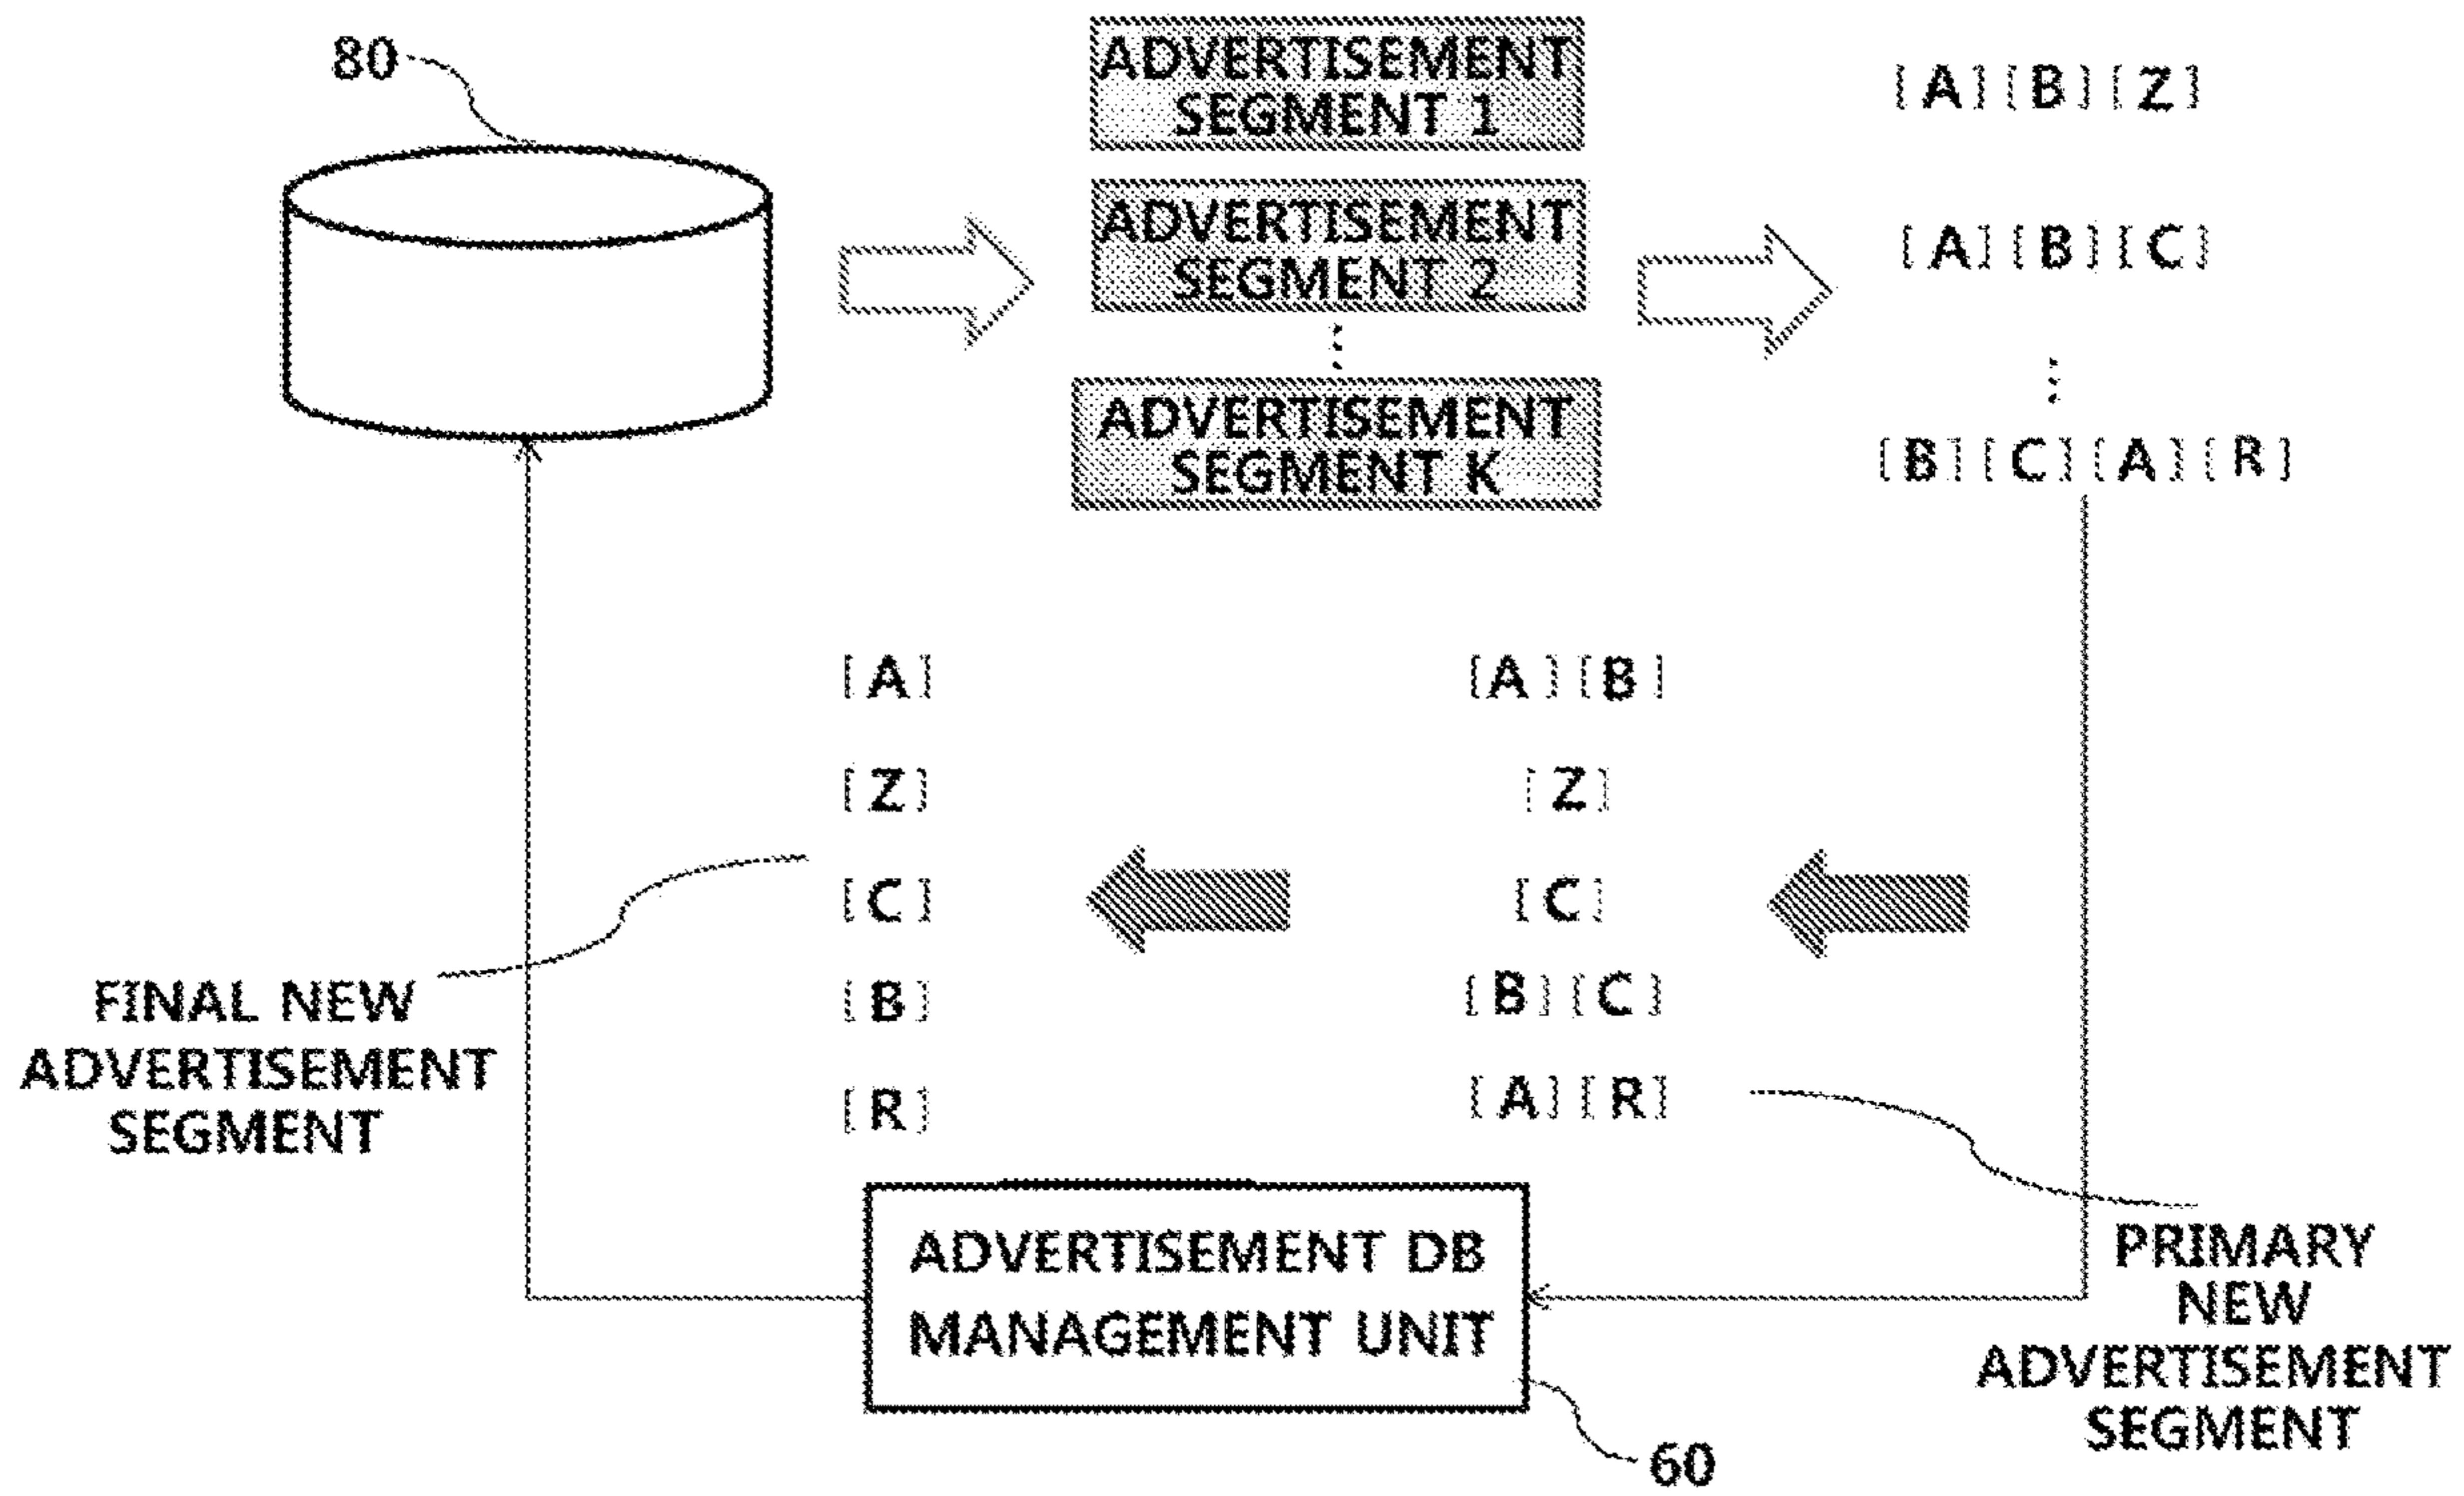 80
ADVERTISEMENT
SEGMENT 1
[A][B][Z]
ADVERTISEMENT
SEGMENT 2
[A][B][C]
ADVERTISEMENT
SEGMENT K
[B][C][A][R]
[A]
[A][B]
[Z]
[Z]
[C]
[C]
[B]
[B][C]
[R]
[A][R]
FINAL NEW
ADVERTISEMENT
SEGMENT
ADVERTISEMENT DB
MANAGEMENT UNIT
60
PRIMARY
NEW
ADVERTISEMENT
SEGMENT